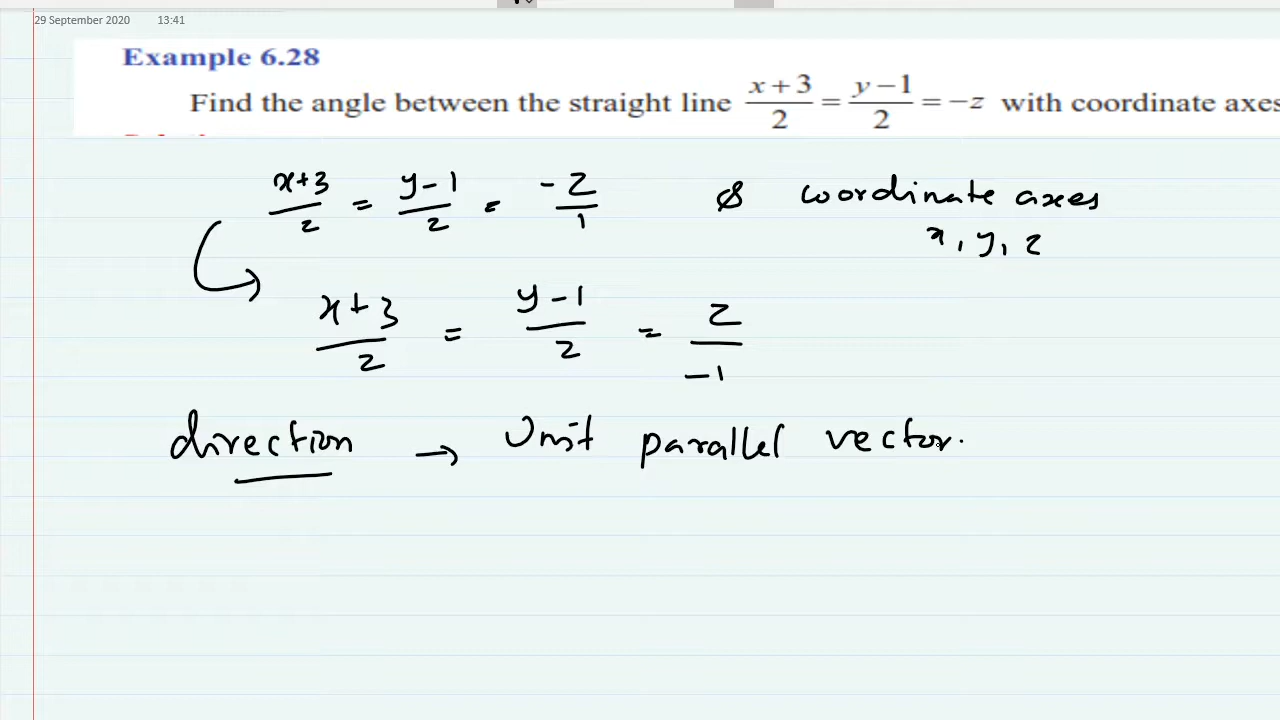 29 September 2020 13:41
Example 6.28
Find the angle between the straight line (x + 3)/2 = (y − 1)/2 = −z with coordinate axes
(x+3)/2 = (y-1)/2 = -z/1 & coordinate axes
x, y, z
(x+3)/2 = (y-1)/2 = z/-1
direction → Unit parallel vector.